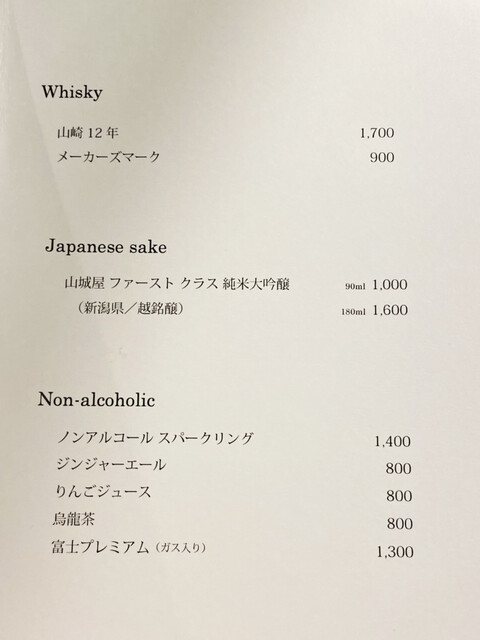 Whisky
山崎 12 年 1,700
メーカーズマーク 900
Japanese sake
山城屋 ファースト クラス 純米大吟醸 90ml 1,000
（新潟県／越銘醸） 180ml 1,600
Non-alcoholic
ノンアルコール スパークリング 1,400
ジンジャーエール 800
りんごジュース 800
烏龍茶 800
富士プレミアム（ガス入り） 1,300